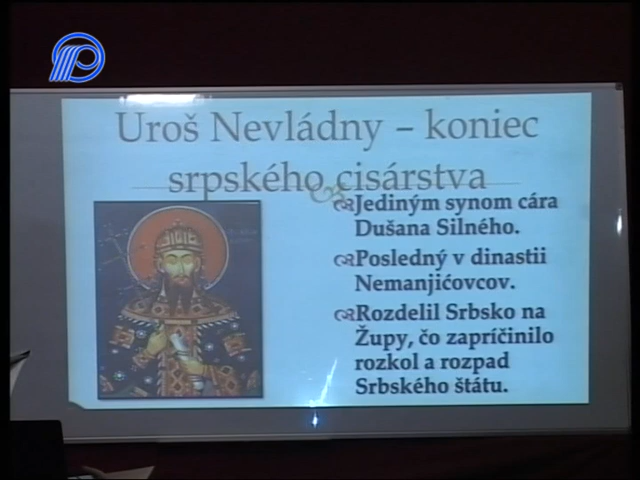 Uroš Nevládny – koniec
srpského cisárstva
Jediným synom cára
Dušana Silného.
Posledný v dinastii
Nemanjićovcov.
Rozdelil Srbsko na
Župy, čo zapríčinilo
rozkol a rozpad
Srbského štátu.